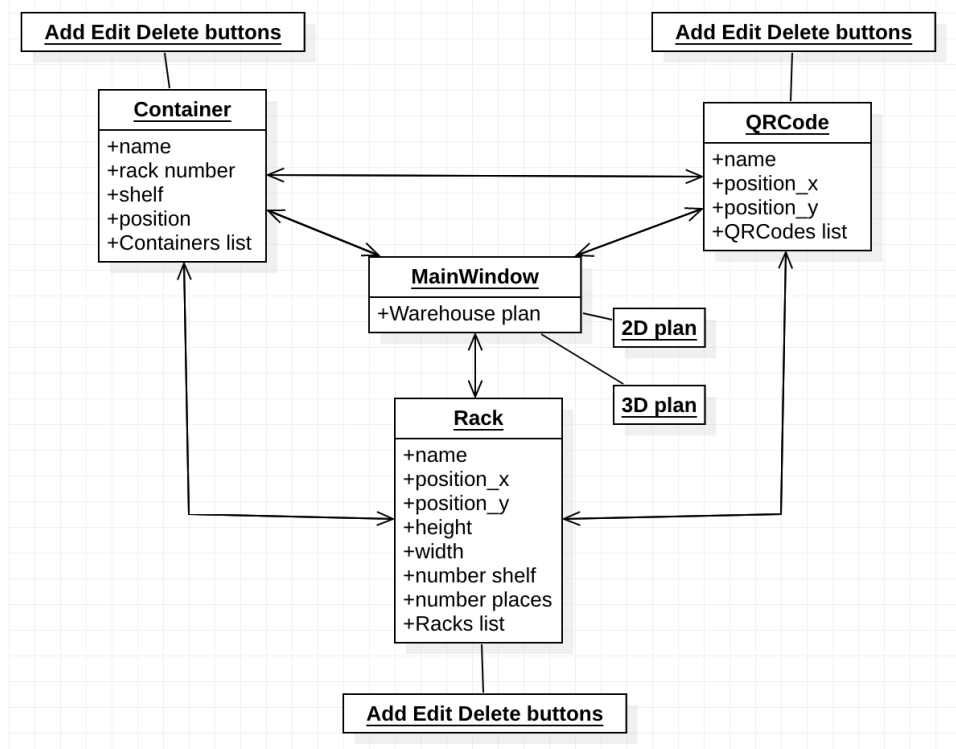 Add Edit Delete buttons
Add Edit Delete buttons
Container
+name
+rack number
+shelf
+position
+Containers list
QRCode
+name
+position_x
+position_y
+QRCodes list
MainWindow
+Warehouse plan
2D plan
3D plan
Rack
+name
+position_x
+position_y
+height
+width
+number shelf
+number places
+Racks list
Add Edit Delete buttons